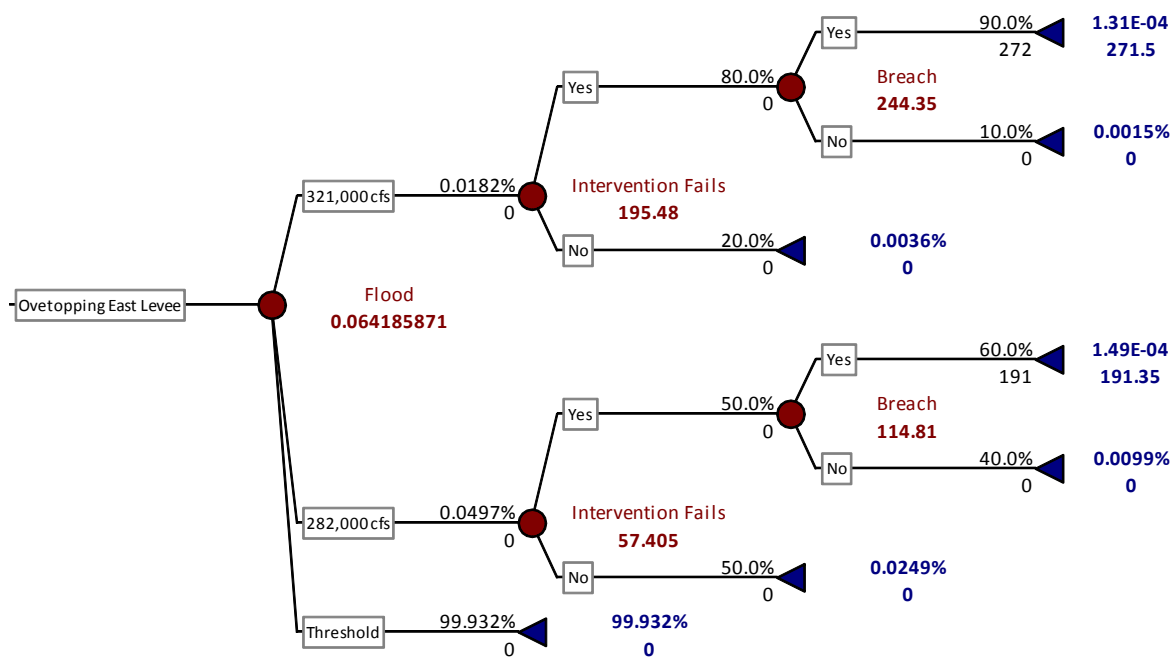 Yes 90.0% 1.31E-04
272 271.5
Yes 80.0% Breach
0 244.35
No 10.0% 0.0015%
0 0
321,000 cfs 0.0182% Intervention Fails
0 195.48
No 20.0% 0.0036%
0 0
Ovetopping East Levee Flood
0.064185871
Yes 60.0% 1.49E-04
191 191.35
Yes 50.0% Breach
0 114.81
No 40.0% 0.0099%
0 0
282,000 cfs 0.0497% Intervention Fails
0 57.405
No 50.0% 0.0249%
0 0
Threshold 99.932% 99.932%
0 0